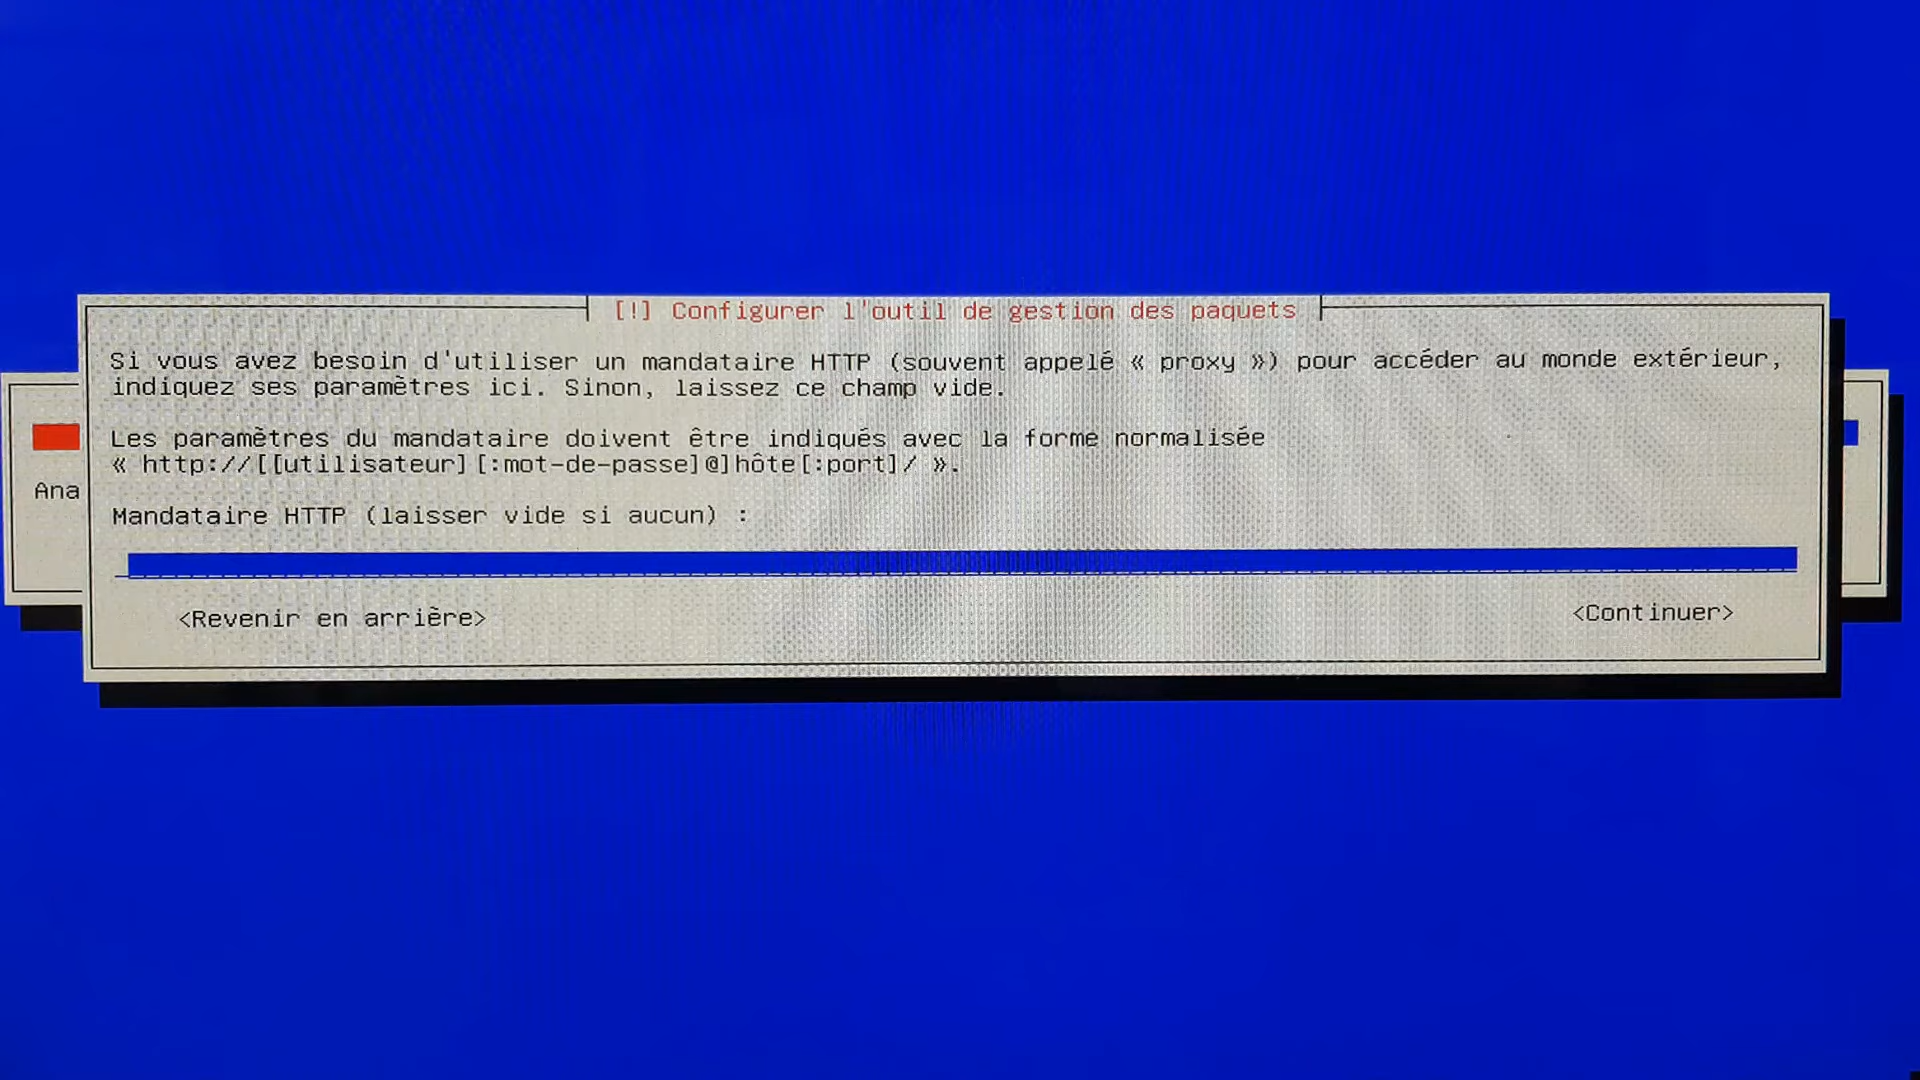 [!] Configurer l"outil de gestion des paquets
Si vous avez besoin d'utiliser un mandataire HTTP (souvent appelé « proxy ») pour accéder au monde extérieur,
indiquez ses paramètres ici. Sinon, laissez ce champ vide.
Les paramètres du mandataire doivent être indiqués avec la forme normalisée
« http://[[utilisateur][:mot-de-passe]@]hôte[:port]/ ».
Ana
Mandataire HTTP (laisser vide si aucun) :
<Revenir en arrière>
<Continuer>